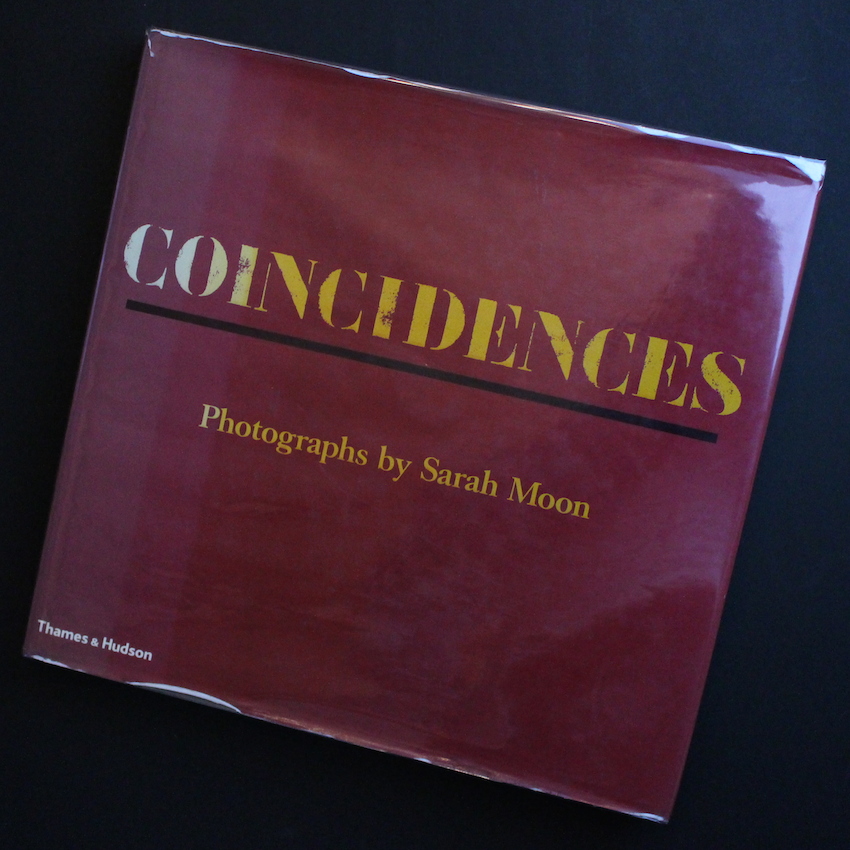 COINCIDENCES
Photographs by Sarah Moon
Thames & Hudson